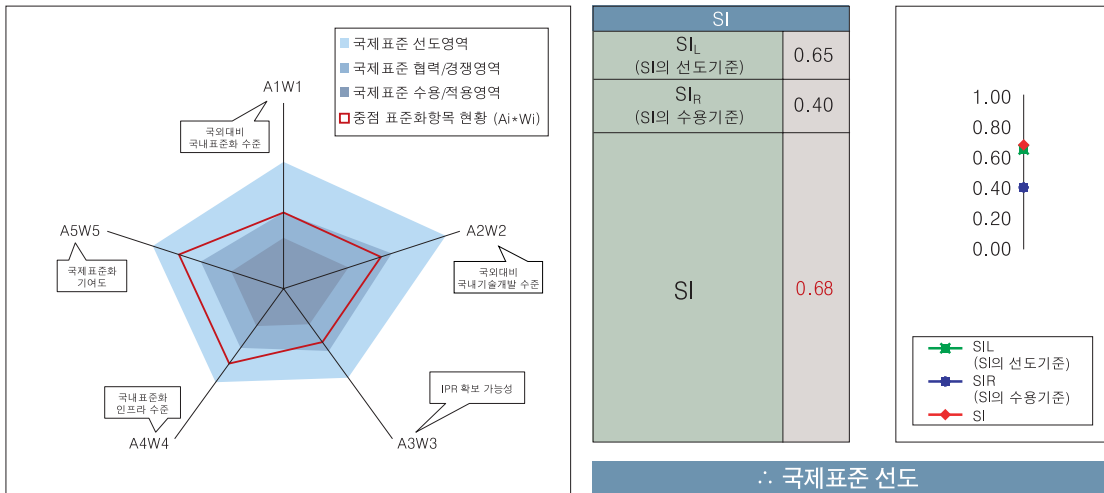 국제표준 선도영역
국제표준 협력/경쟁영역
국제표준 수용/적용영역
중점 표준화항목 현황 (Ai*Wi)
A1W1
국외대비
국내표준화 수준
A2W2
국외대비
국내기술개발 수준
A5W5
국제표준화
기여도
IPR 확보 가능성
A3W3
국내표준화
인프라 수준
A4W4
SI
SIL
(SI의 선도기준)
0.65
SIR
(SI의 수용기준)
0.40
SI
0.68
1.00
0.80
0.60
0.40
0.20
0.00
SIL
(SI의 선도기준)
SIR
(SI의 수용기준)
SI
∴ 국제표준 선도